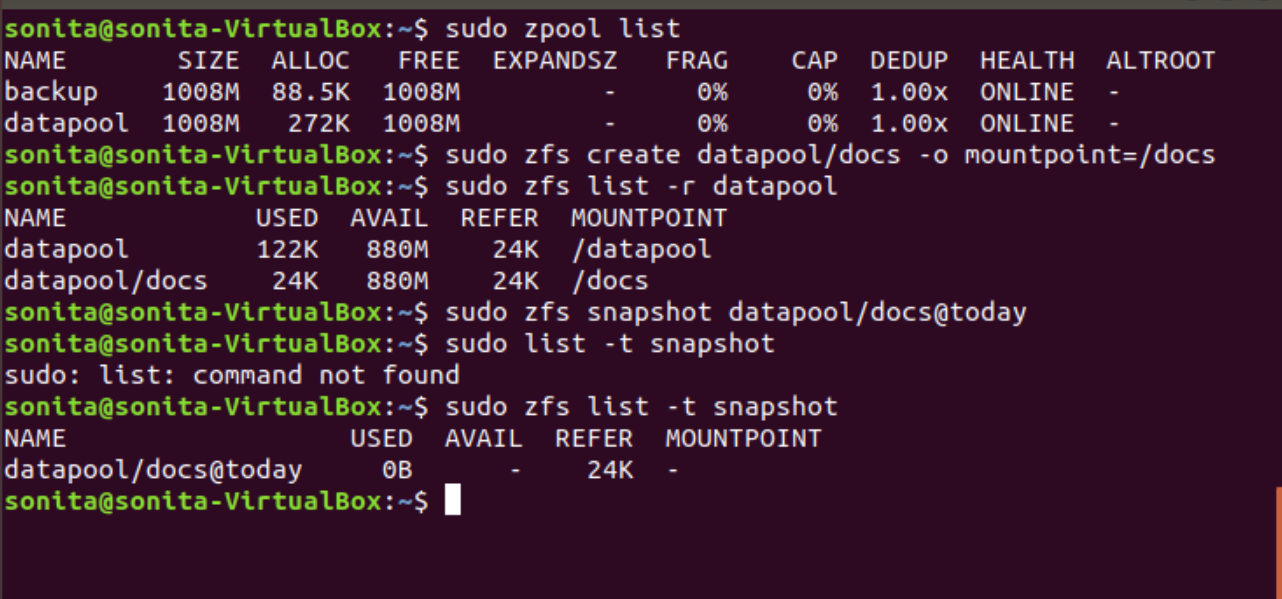 sonita@sonita-VirtualBox:~$ sudo zpool list
NAME       SIZE  ALLOC   FREE  EXPANDSZ   FRAG    CAP  DEDUP  HEALTH  ALTROOT
backup    1008M  88.5K  1008M         -     0%     0%  1.00x  ONLINE  -
datapool  1008M   272K  1008M         -     0%     0%  1.00x  ONLINE  -
sonita@sonita-VirtualBox:~$ sudo zfs create datapool/docs -o mountpoint=/docs
sonita@sonita-VirtualBox:~$ sudo zfs list -r datapool
NAME            USED  AVAIL  REFER  MOUNTPOINT
datapool        122K   880M    24K  /datapool
datapool/docs    24K   880M    24K  /docs
sonita@sonita-VirtualBox:~$ sudo zfs snapshot datapool/docs@today
sonita@sonita-VirtualBox:~$ sudo list -t snapshot
sudo: list: command not found
sonita@sonita-VirtualBox:~$ sudo zfs list -t snapshot
NAME                  USED  AVAIL  REFER  MOUNTPOINT
datapool/docs@today     0B      -    24K  -
sonita@sonita-VirtualBox:~$